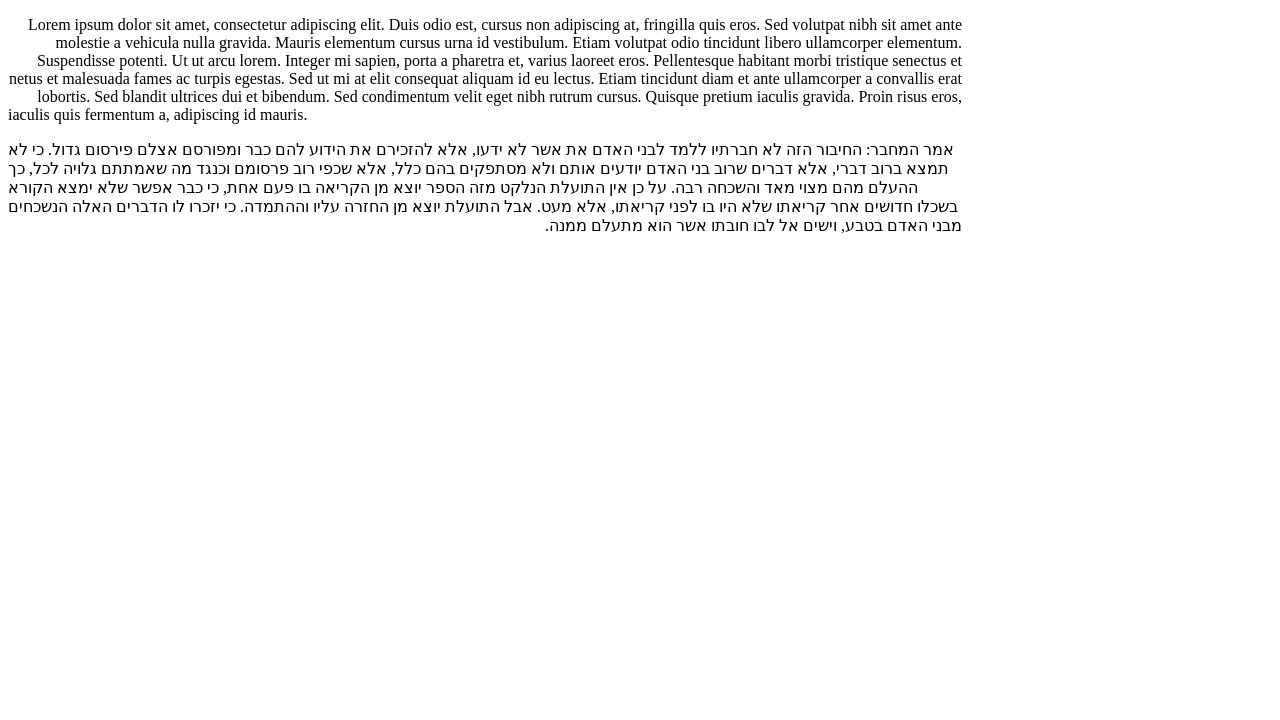 Lorem ipsum dolor sit amet, consectetur adipiscing elit. Duis odio est, cursus non adipiscing at, fringilla quis eros. Sed volutpat nibh sit amet ante
molestie a vehicula nulla gravida. Mauris elementum cursus urna id vestibulum. Etiam volutpat odio tincidunt libero ullamcorper elementum.
Suspendisse potenti. Ut ut arcu lorem. Integer mi sapien, porta a pharetra et, varius laoreet eros. Pellentesque habitant morbi tristique senectus et
netus et malesuada fames ac turpis egestas. Sed ut mi at elit consequat aliquam id eu lectus. Etiam tincidunt diam et ante ullamcorper a convallis erat
lobortis. Sed blandit ultrices dui et bibendum. Sed condimentum velit eget nibh rutrum cursus. Quisque pretium iaculis gravida. Proin risus eros,
iaculis quis fermentum a, adipiscing id mauris.
אמר המחבר: החיבור הזה לא חברתיו ללמד לבני האדם את אשר לא ידעו, אלא להזכירם את הידוע להם כבר ומפורסם אצלם פירסום גדול. כי לא
תמצא ברוב דברי, אלא דברים שרוב בני האדם יודעים אותם ולא מסתפקים בהם כלל, אלא שכפי רוב פרסומם וכנגד מה שאמתתם גלויה לכל, כך
ההעלם מהם מצוי מאד והשכחה רבה. על כן אין התועלת הנלקט מזה הספר יוצא מן הקריאה בו פעם אחת, כי כבר אפשר שלא ימצא הקורא
בשכלו חדושים אחר קריאתו שלא היו בו לפני קריאתו, אלא מעט. אבל התועלת יוצא מן החזרה עליו וההתמדה. כי יזכרו לו הדברים האלה הנשכחים
מבני האדם בטבע, וישים אל לבו חובתו אשר הוא מתעלם ממנה.